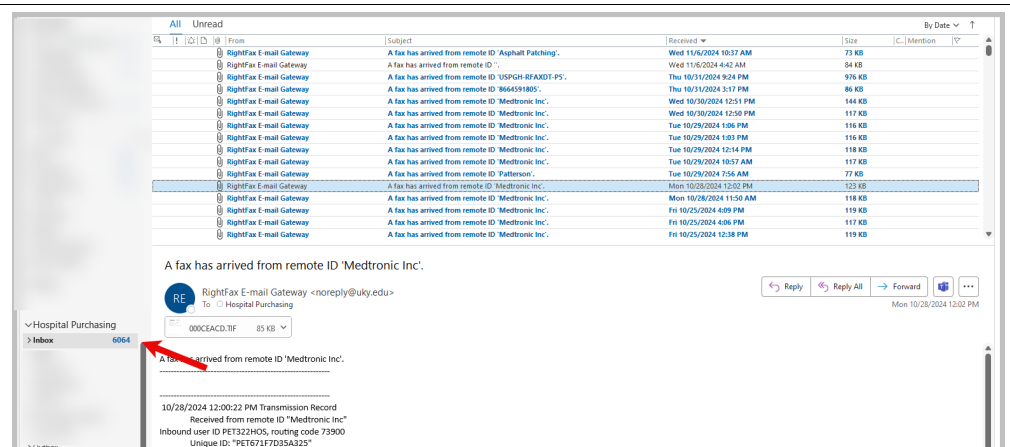 All Unread By Date
! From Subject Received Size C... Mention
RightFax E-mail Gateway A fax has arrived from remote ID 'Asphalt Patching'. Wed 11/6/2024 10:37 AM 73 KB
RightFax E-mail Gateway A fax has arrived from remote ID ''. Wed 11/6/2024 4:42 AM 84 KB
RightFax E-mail Gateway A fax has arrived from remote ID 'USPGH-RFAXDT-P5'. Thu 10/31/2024 9:24 PM 976 KB
RightFax E-mail Gateway A fax has arrived from remote ID '8664591805'. Thu 10/31/2024 3:17 PM 86 KB
RightFax E-mail Gateway A fax has arrived from remote ID 'Medtronic Inc'. Wed 10/30/2024 12:51 PM 144 KB
RightFax E-mail Gateway A fax has arrived from remote ID 'Medtronic Inc'. Wed 10/30/2024 12:50 PM 117 KB
RightFax E-mail Gateway A fax has arrived from remote ID 'Medtronic Inc'. Tue 10/29/2024 1:06 PM 116 KB
RightFax E-mail Gateway A fax has arrived from remote ID 'Medtronic Inc'. Tue 10/29/2024 1:03 PM 116 KB
RightFax E-mail Gateway A fax has arrived from remote ID 'Medtronic Inc'. Tue 10/29/2024 12:14 PM 118 KB
RightFax E-mail Gateway A fax has arrived from remote ID 'Medtronic Inc'. Tue 10/29/2024 10:57 AM 117 KB
RightFax E-mail Gateway A fax has arrived from remote ID 'Patterson'. Tue 10/29/2024 7:56 AM 77 KB
RightFax E-mail Gateway A fax has arrived from remote ID 'Medtronic Inc'. Mon 10/28/2024 12:02 PM 123 KB
RightFax E-mail Gateway A fax has arrived from remote ID 'Medtronic Inc'. Mon 10/28/2024 11:50 AM 118 KB
RightFax E-mail Gateway A fax has arrived from remote ID 'Medtronic Inc'. Fri 10/25/2024 4:09 PM 119 KB
RightFax E-mail Gateway A fax has arrived from remote ID 'Medtronic Inc'. Fri 10/25/2024 4:06 PM 117 KB
RightFax E-mail Gateway A fax has arrived from remote ID 'Medtronic Inc'. Fri 10/25/2024 12:38 PM 119 KB
A fax has arrived from remote ID 'Medtronic Inc'.
RE
RightFax E-mail Gateway <noreply@uky.edu>
To Hospital Purchasing
Reply Reply All Forward ...
Mon 10/28/2024 12:02 PM
000CEACD.TIF 85 KB
Hospital Purchasing
Inbox 6064
A fax has arrived from remote ID 'Medtronic Inc'.
------------------------------------------------------------
------------------------------------------------------------
10/28/2024 12:00:22 PM Transmission Record
Received from remote ID "Medtronic Inc"
Inbound user ID PET322HOS, routing code 73900
Unique ID: "PET671F7D35A325"